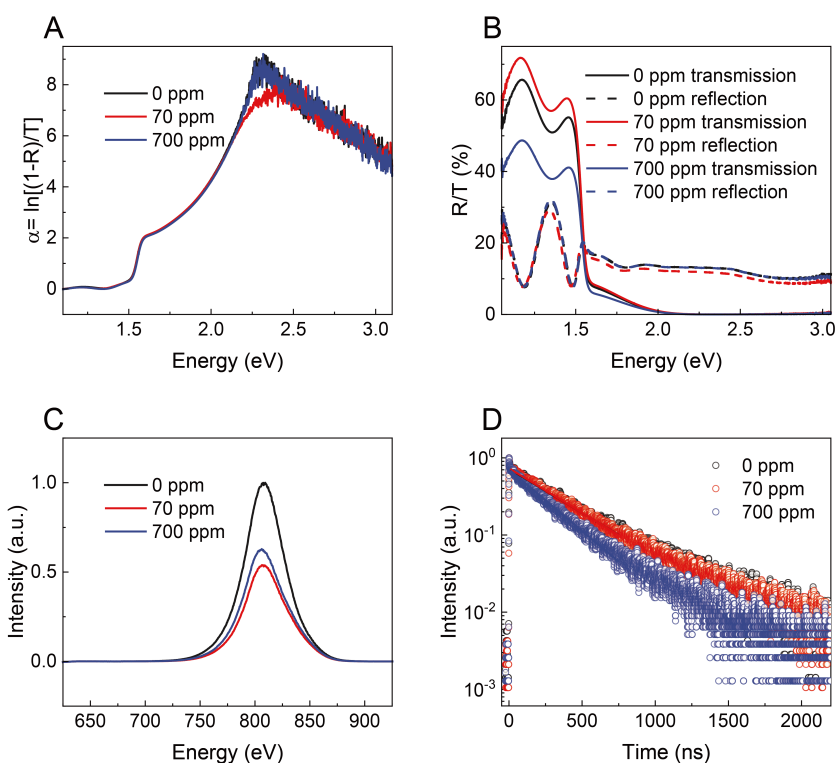 A
0 ppm
70 ppm
700 ppm
α= ln[(1-R)/T]
8
6
4
2
0
1.5
2.0
2.5
3.0
Energy (eV)
B
0 ppm transmission
0 ppm reflection
70 ppm transmission
70 ppm reflection
700 ppm transmission
700 ppm reflection
R/T (%)
60
40
20
0
1.5
2.0
2.5
3.0
Energy (eV)
C
0 ppm
70 ppm
700 ppm
Intensity (a.u.)
1.0
0.5
0.0
650
700
750
800
850
900
Energy (eV)
D
0 ppm
70 ppm
700 ppm
Intensity (a.u.)
10⁰
10⁻¹
10⁻²
10⁻³
0
500
1000
1500
2000
Time (ns)